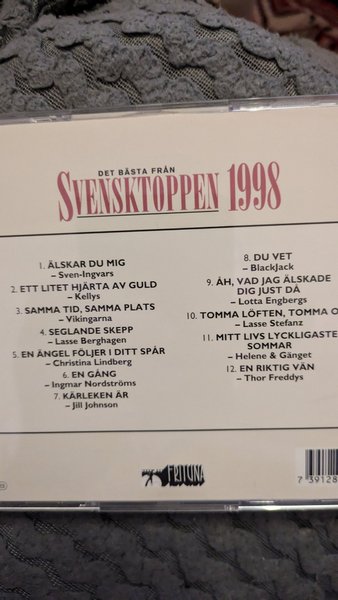 DET BÄSTA FRÅN
SVENSKTOPPEN 1998
1. ÄLSKAR DU MIG
– Sven-Ingvars
2. ETT LITET HJÄRTA AV GULD
– Kellys
3. SAMMA TID, SAMMA PLATS
– Vikingarna
4. SEGLANDE SKEPP
– Lasse Berghagen
5. EN ÄNGEL FÖLJER I DITT SPÅR
– Christina Lindberg
6. EN GÅNG
– Ingmar Nordströms
7. KÄRLEKEN ÄR
– Jill Johnson
8. DU VET
– BlackJack
9. ÅH, VAD JAG ÄLSKADE
DIG JUST DÅ
– Lotta Engbergs
10. TOMMA LÖFTEN, TOMMA O
– Lasse Stefanz
11. MITT LIVS LYCKLIGASTE
SOMMAR
– Helene & Gänget
12. EN RIKTIG VÄN
– Thor Freddys
FRITUNA
7 39128